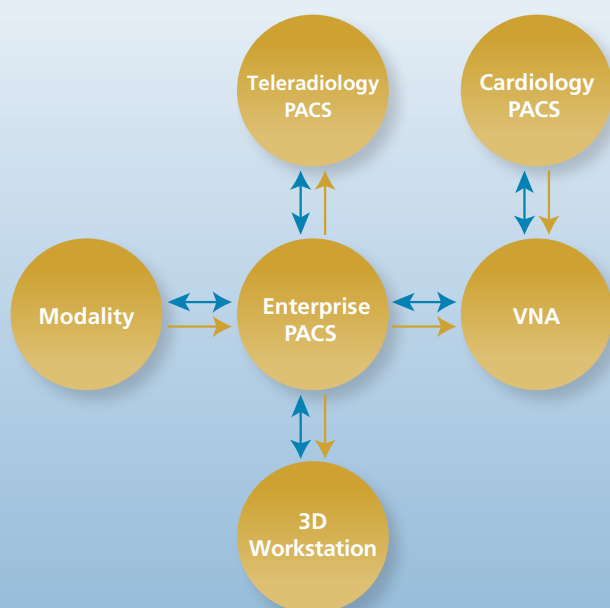 Teleradiology
PACS
Cardiology
PACS
Modality
Enterprise
PACS
VNA
3D
Workstation